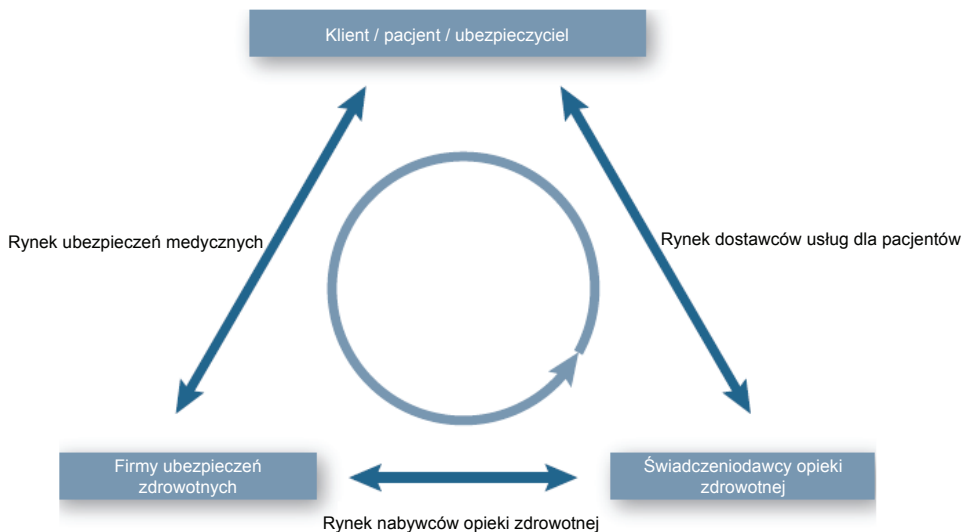 Klient / pacjent / ubezpieczyciel
Rynek ubezpieczeń medycznych
Rynek dostawców usług dla pacjentów
Firmy ubezpieczeń
zdrowotnych
Świadczeniodawcy opieki
zdrowotnej
Rynek nabywców opieki zdrowotnej